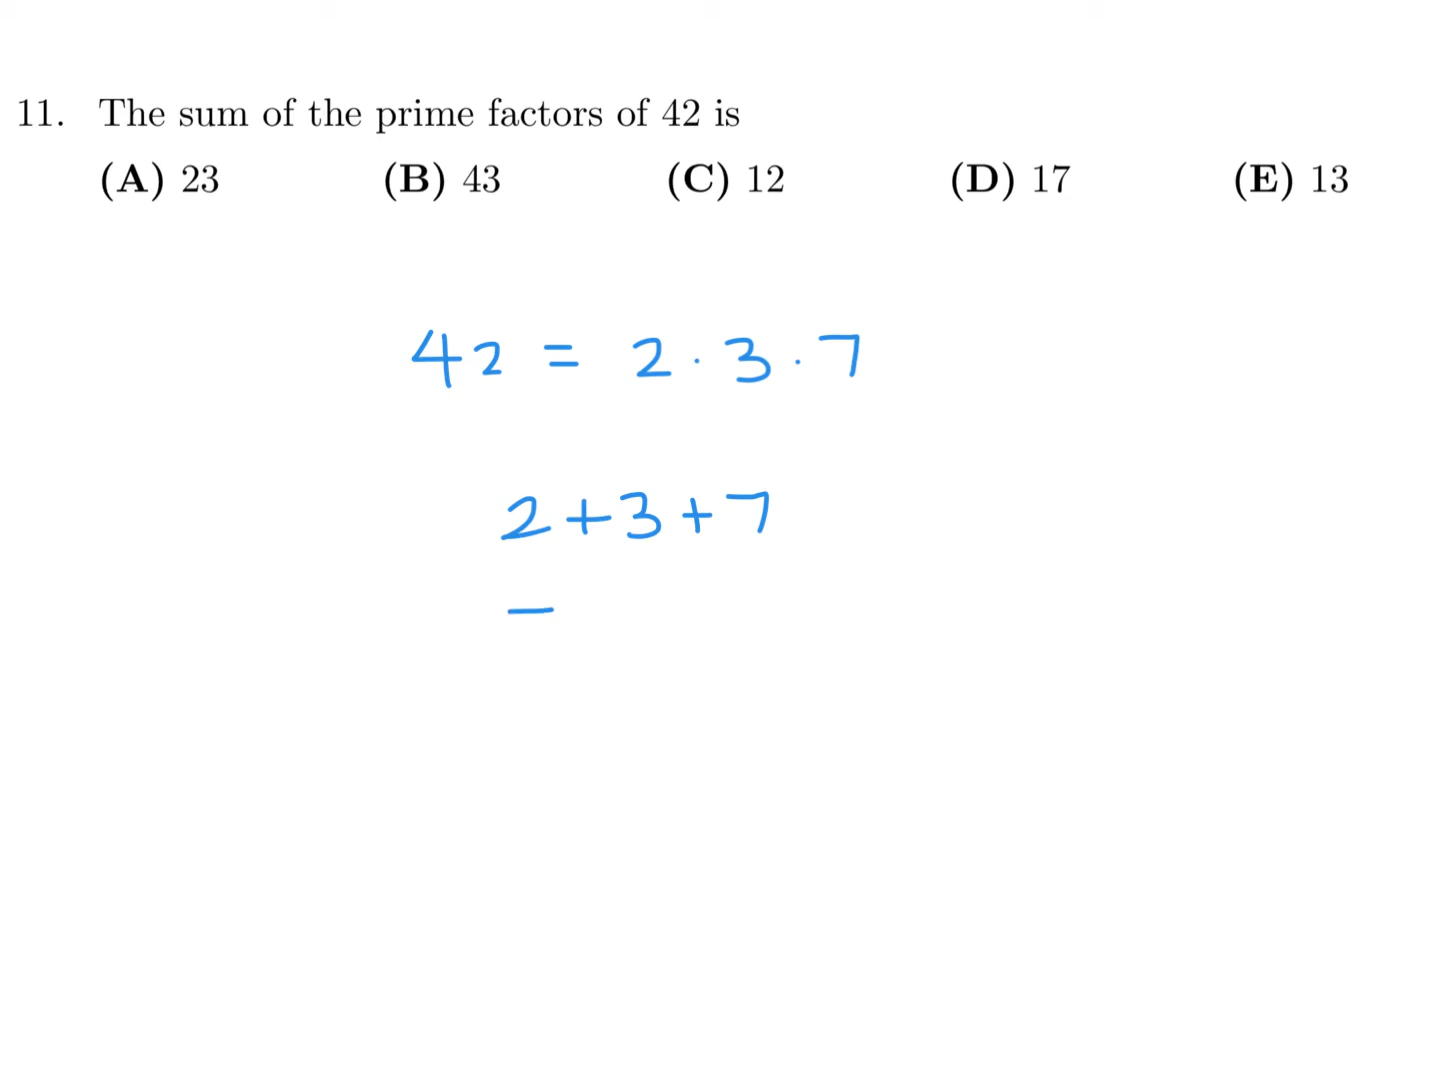 11. The sum of the prime factors of 42 is
(A) 23 (B) 43 (C) 12 (D) 17 (E) 13
42 = 2 · 3 · 7
2 + 3 + 7
—